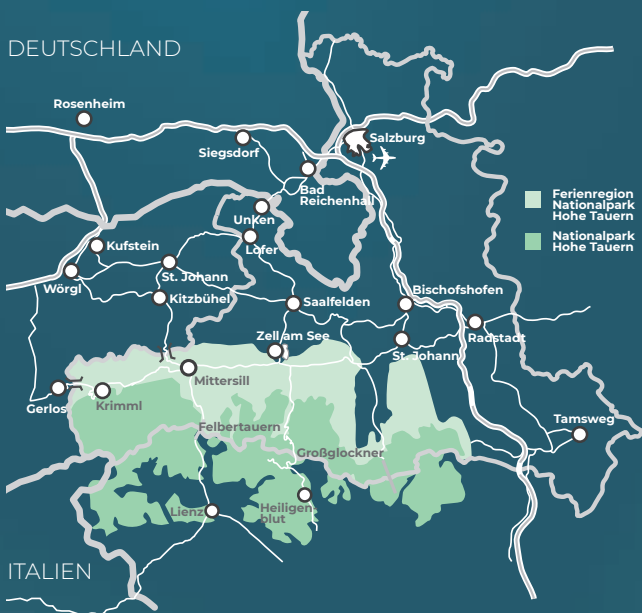 DEUTSCHLAND
Rosenheim
Salzburg
Siegsdorf
Bad
Reichenhall
Ferienregion
Nationalpark
Hohe Tauern
Unken
Nationalpark
Hohe Tauern
Kufstein
Lofer
St. Johann
Wörgl
Bischofshofen
Kitzbühel
Saalfelden
Zell am See
Radstadt
St. Johann
Mittersill
Gerlos
Krimml
Tamsweg
Felbertauern
Großglockner
Lienz
Heiligen
blut
ITALIEN